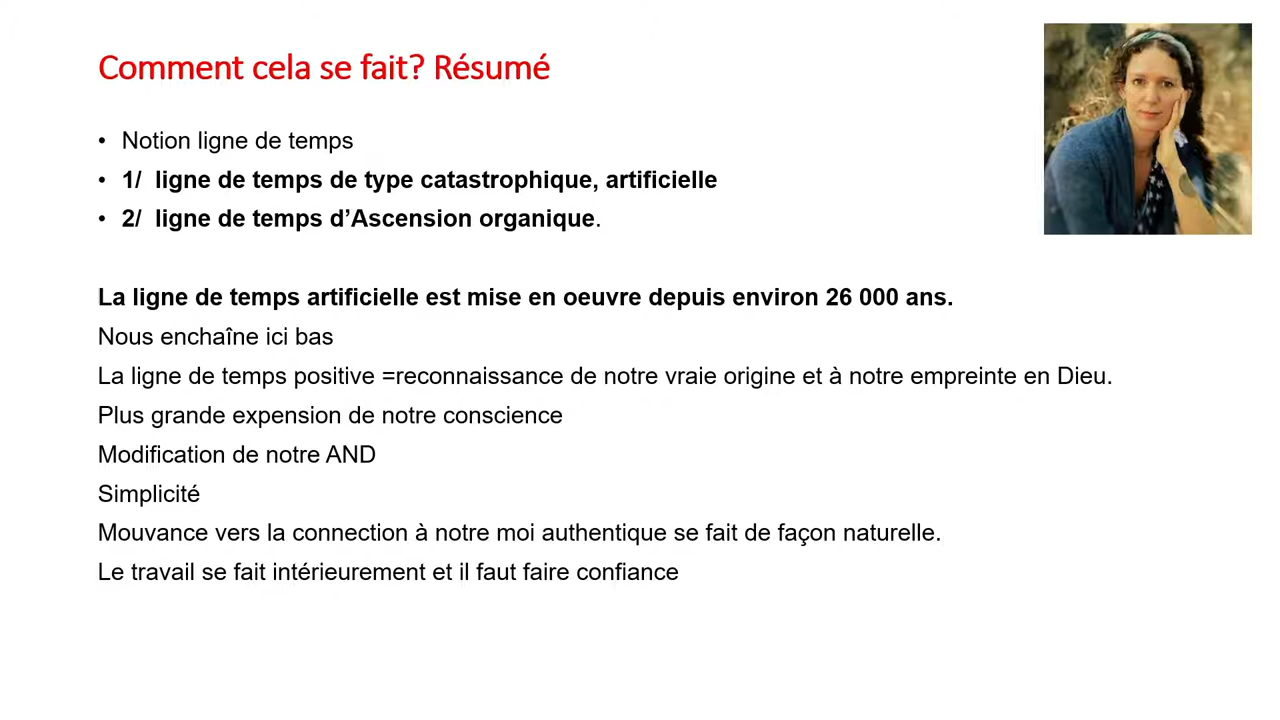 Comment cela se fait? Résumé
• Notion ligne de temps
• 1/ ligne de temps de type catastrophique, artificielle
• 2/ ligne de temps d’Ascension organique.
La ligne de temps artificielle est mise en oeuvre depuis environ 26 000 ans.
Nous enchaîne ici bas
La ligne de temps positive =reconnaissance de notre vraie origine et à notre empreinte en Dieu.
Plus grande expension de notre conscience
Modification de notre AND
Simplicité
Mouvance vers la connection à notre moi authentique se fait de façon naturelle.
Le travail se fait intérieurement et il faut faire confiance